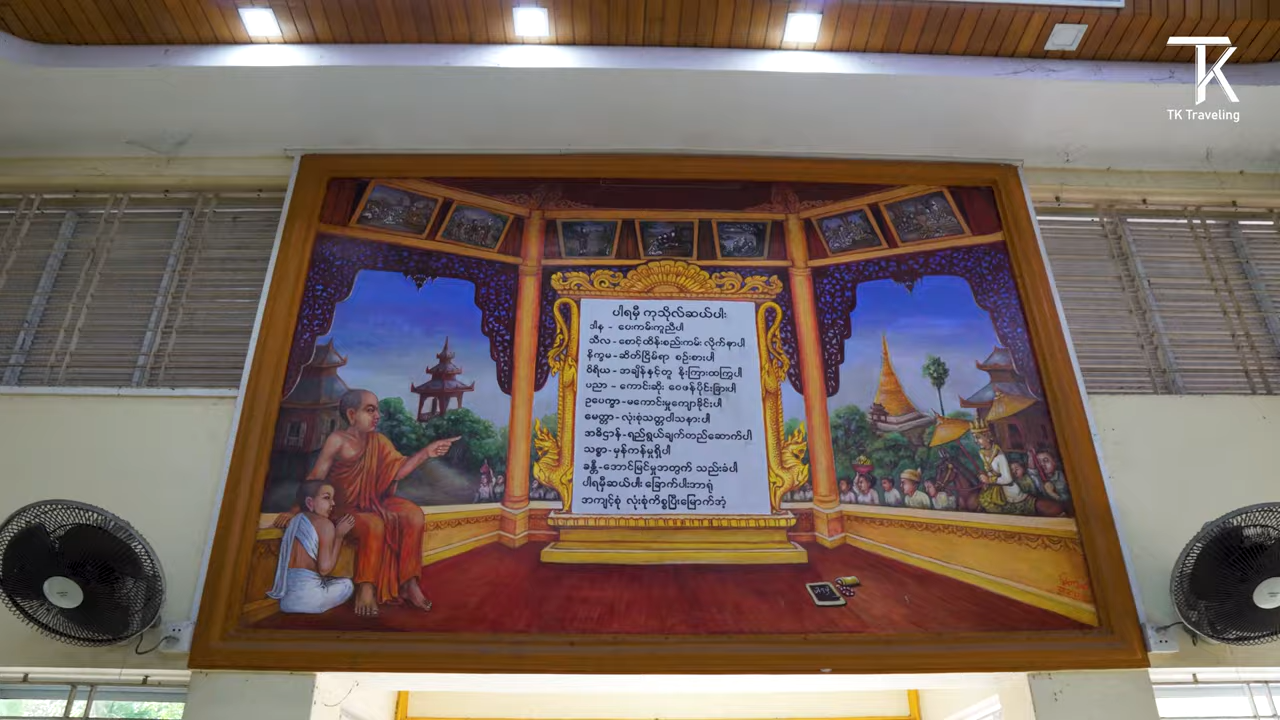 TK
TK Traveling
ပါရမီ ကုသိုလ်ဆယ်ပါး
ဒါန - ပေးကမ်းကူညီပါ
သီလ - စောင့်ထိန်းစည်းကမ်း လိုက်နာပါ
နိက္ခမ - ဆိတ်ငြိမ်ရာ စဉ်းစားပါ
ဝိရိယ - အချိန်နှင့်တူ နိုးကြားထကြွပါ
ပညာ - ကောင်းဆိုး ဝေဖန်ပိုင်းခြားပါ
ဥပေက္ခာ - မကောင်းမှုကျောခိုင်းပါ
မေတ္တာ - လုံးစုံသတ္တဝါသနားပါ
အဓိဌာန် - ရည်ရွယ်ချက်တည်ဆောက်ပါ
သစ္စာ - မှန်ကန်မှုရှိပါ
ခန္တီ - အောင်မြင်မှုအတွက် သည်းခံပါ
ပါရမီဆယ်ပါး ခြောက်ပါးအာရုံ
အကျင့်စုံ လုံးစုံကိစ္စပြီးမြောက်အံ့